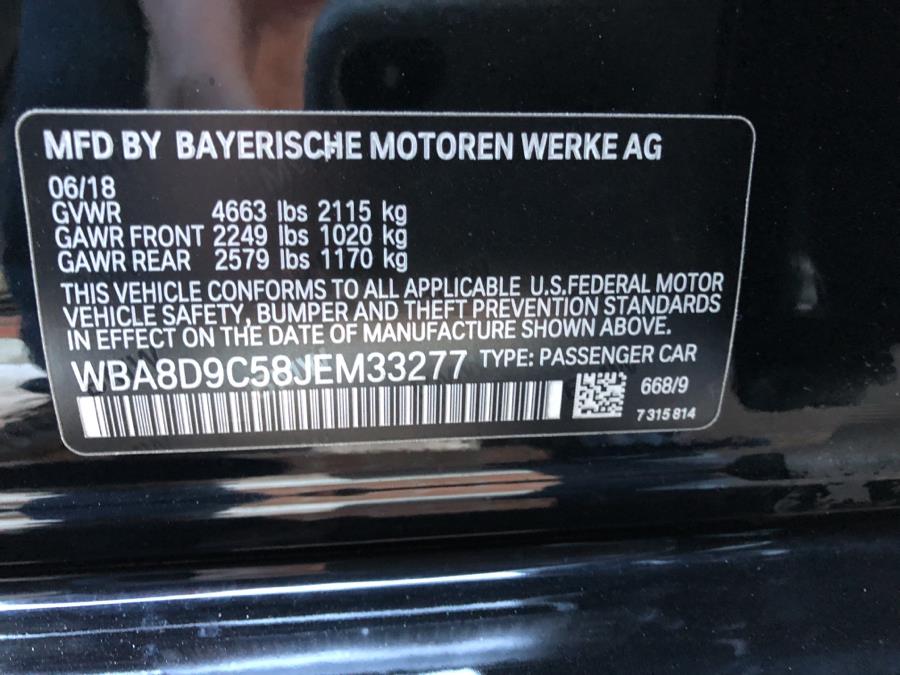 MFD BY BAYERISCHE MOTOREN WERKE AG
06/18
GVWR 4663 lbs 2115 kg
GAWR FRONT 2249 lbs 1020 kg
GAWR REAR 2579 lbs 1170 kg
THIS VEHICLE CONFORMS TO ALL APPLICABLE U.S.FEDERAL MOTOR
VEHICLE SAFETY, BUMPER AND THEFT PREVENTION STANDARDS
IN EFFECT ON THE DATE OF MANUFACTURE SHOWN ABOVE.
WBA8D9C58JEM33277 TYPE: PASSENGER CAR
668/9
7 315 814